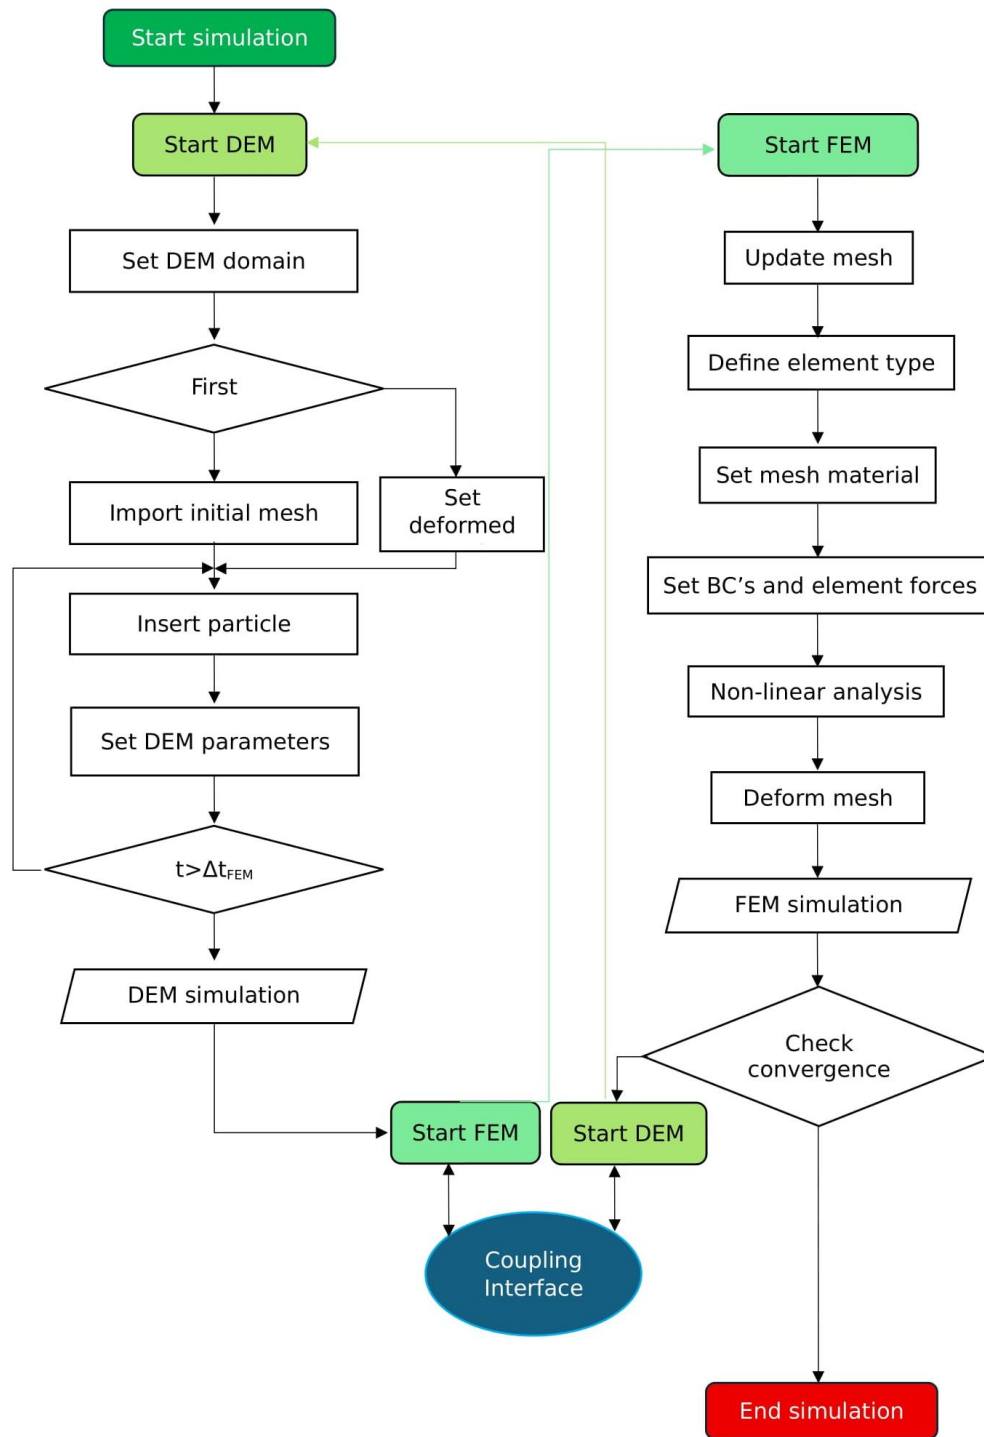 Start simulation
Start DEM
Set DEM domain
First
Import initial mesh
Set
deformed
Insert particle
Set DEM parameters
t>Δt_FEM
DEM simulation
Start FEM
Start DEM
Coupling
Interface
Start FEM
Update mesh
Define element type
Set mesh material
Set BC’s and element forces
Non-linear analysis
Deform mesh
FEM simulation
Check
convergence
End simulation